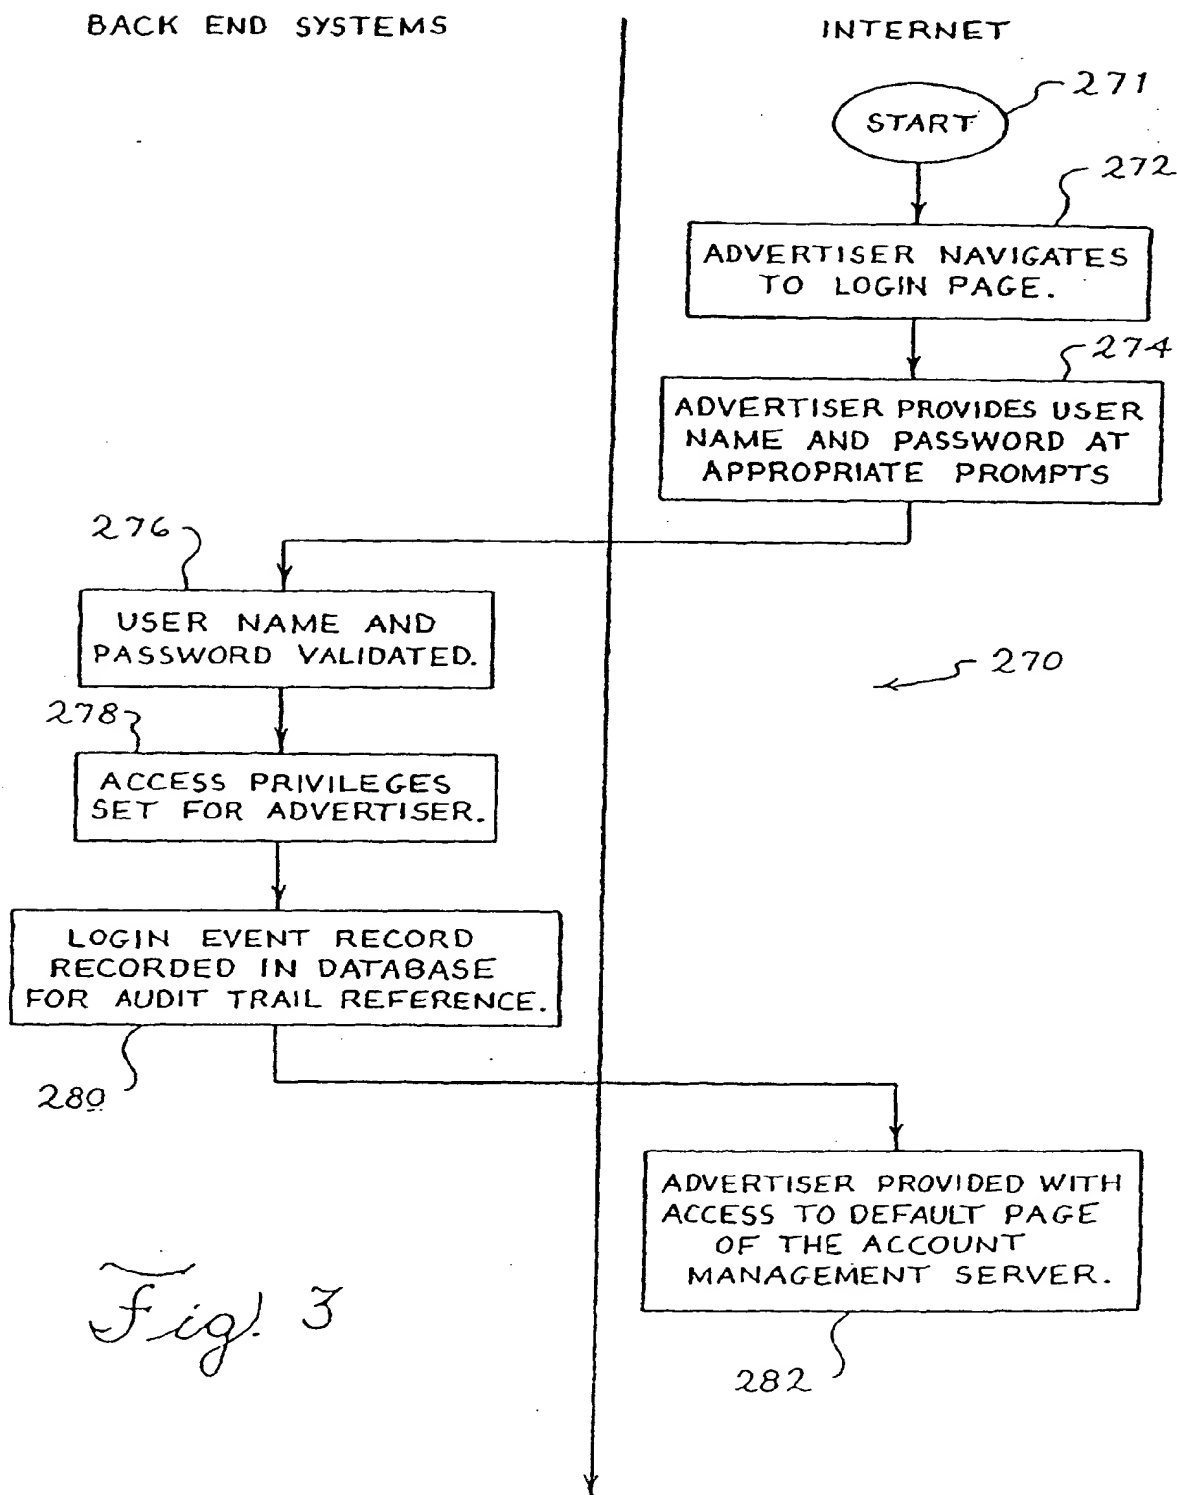 BACK END SYSTEMS
INTERNET
271
START
272
ADVERTISER NAVIGATES
TO LOGIN PAGE.
274
ADVERTISER PROVIDES USER
NAME AND PASSWORD AT
APPROPRIATE PROMPTS
276
USER NAME AND
PASSWORD VALIDATED.
270
278
ACCESS PRIVILEGES
SET FOR ADVERTISER.
LOGIN EVENT RECORD
RECORDED IN DATABASE
FOR AUDIT TRAIL REFERENCE.
280
ADVERTISER PROVIDED WITH
ACCESS TO DEFAULT PAGE
OF THE ACCOUNT
MANAGEMENT SERVER.
282
Fig. 3